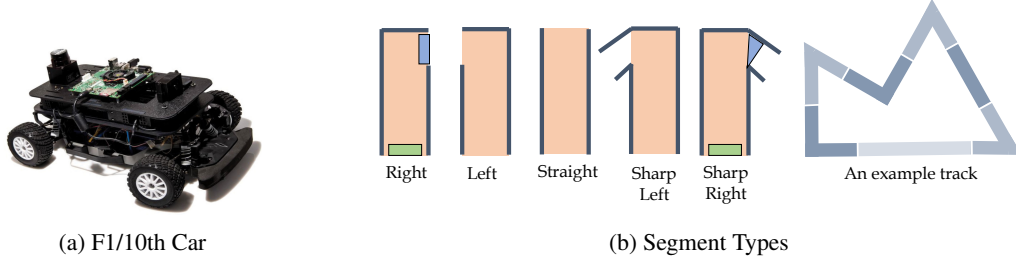 Right
Left
Straight
Sharp
Left
Sharp
Right
An example track
(a) F1/10th Car
(b) Segment Types